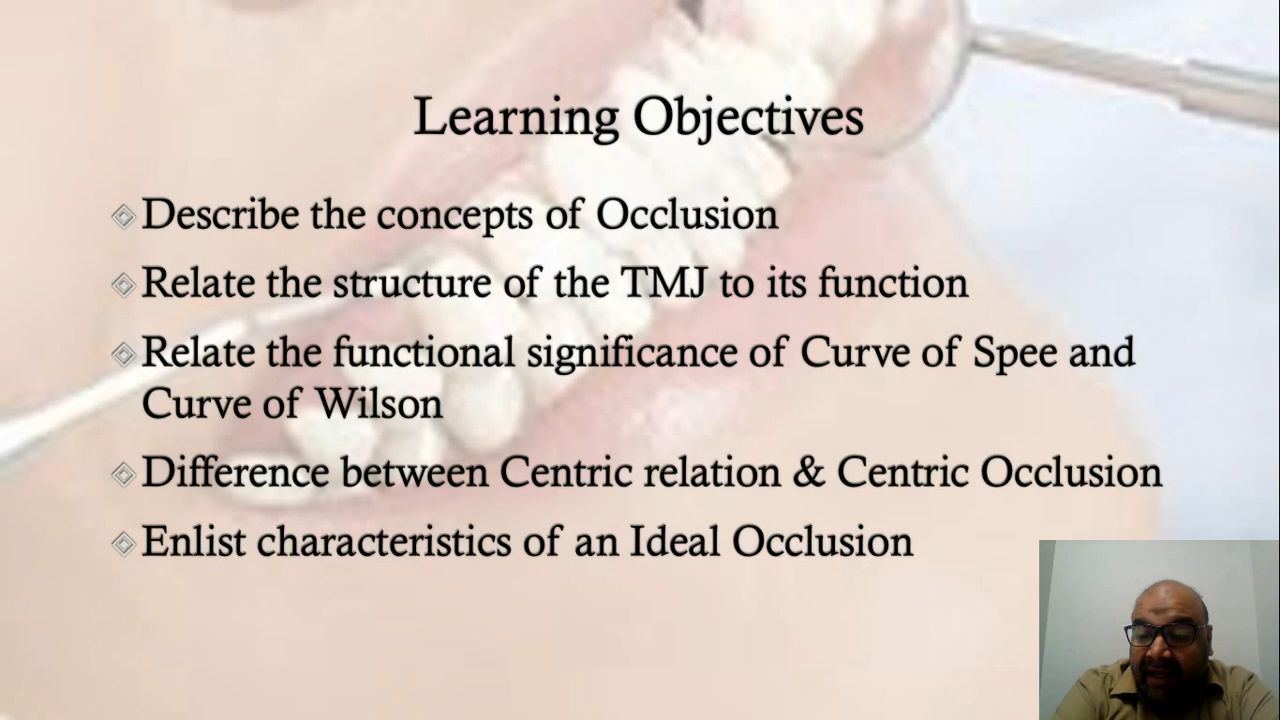 Learning Objectives
Describe the concepts of Occlusion
Relate the structure of the TMJ to its function
Relate the functional significance of Curve of Spee and
Curve of Wilson
Difference between Centric relation & Centric Occlusion
Enlist characteristics of an Ideal Occlusion